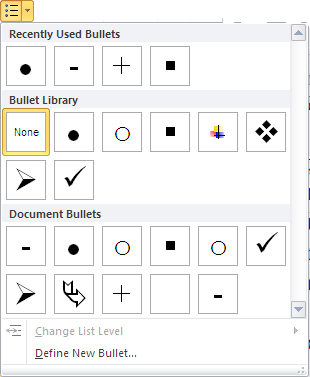 Recently Used Bullets
Bullet Library
None
Document Bullets
Change List Level
Define New Bullet...